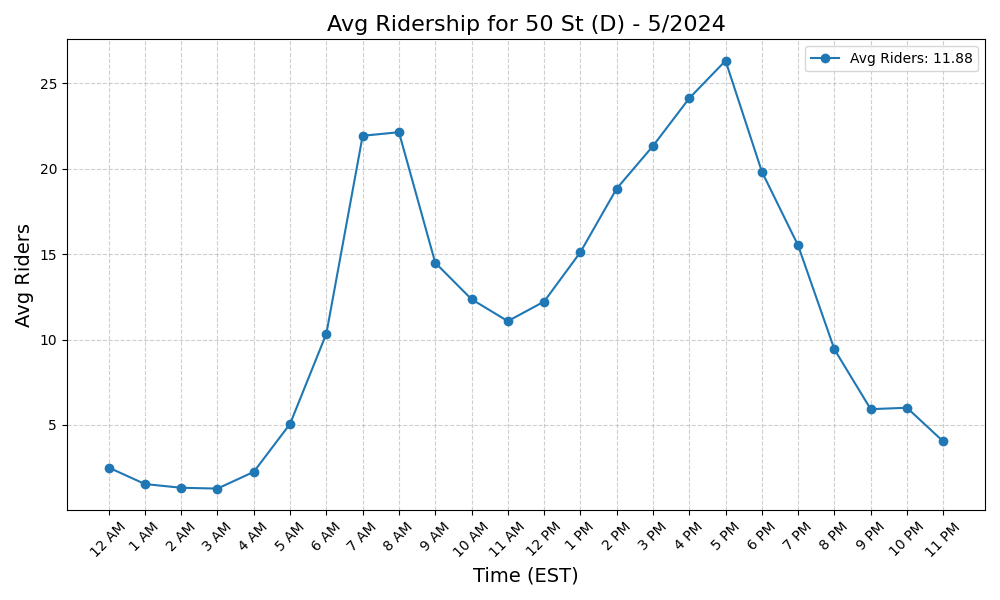 Avg Ridership for 50 St (D) - 5/2024
Avg Riders: 11.88
Avg Riders
25
20
15
10
5
12 AM
1 AM
2 AM
3 AM
4 AM
5 AM
6 AM
7 AM
8 AM
9 AM
10 AM
11 AM
12 PM
1 PM
2 PM
3 PM
4 PM
5 PM
6 PM
7 PM
8 PM
9 PM
10 PM
11 PM
Time (EST)